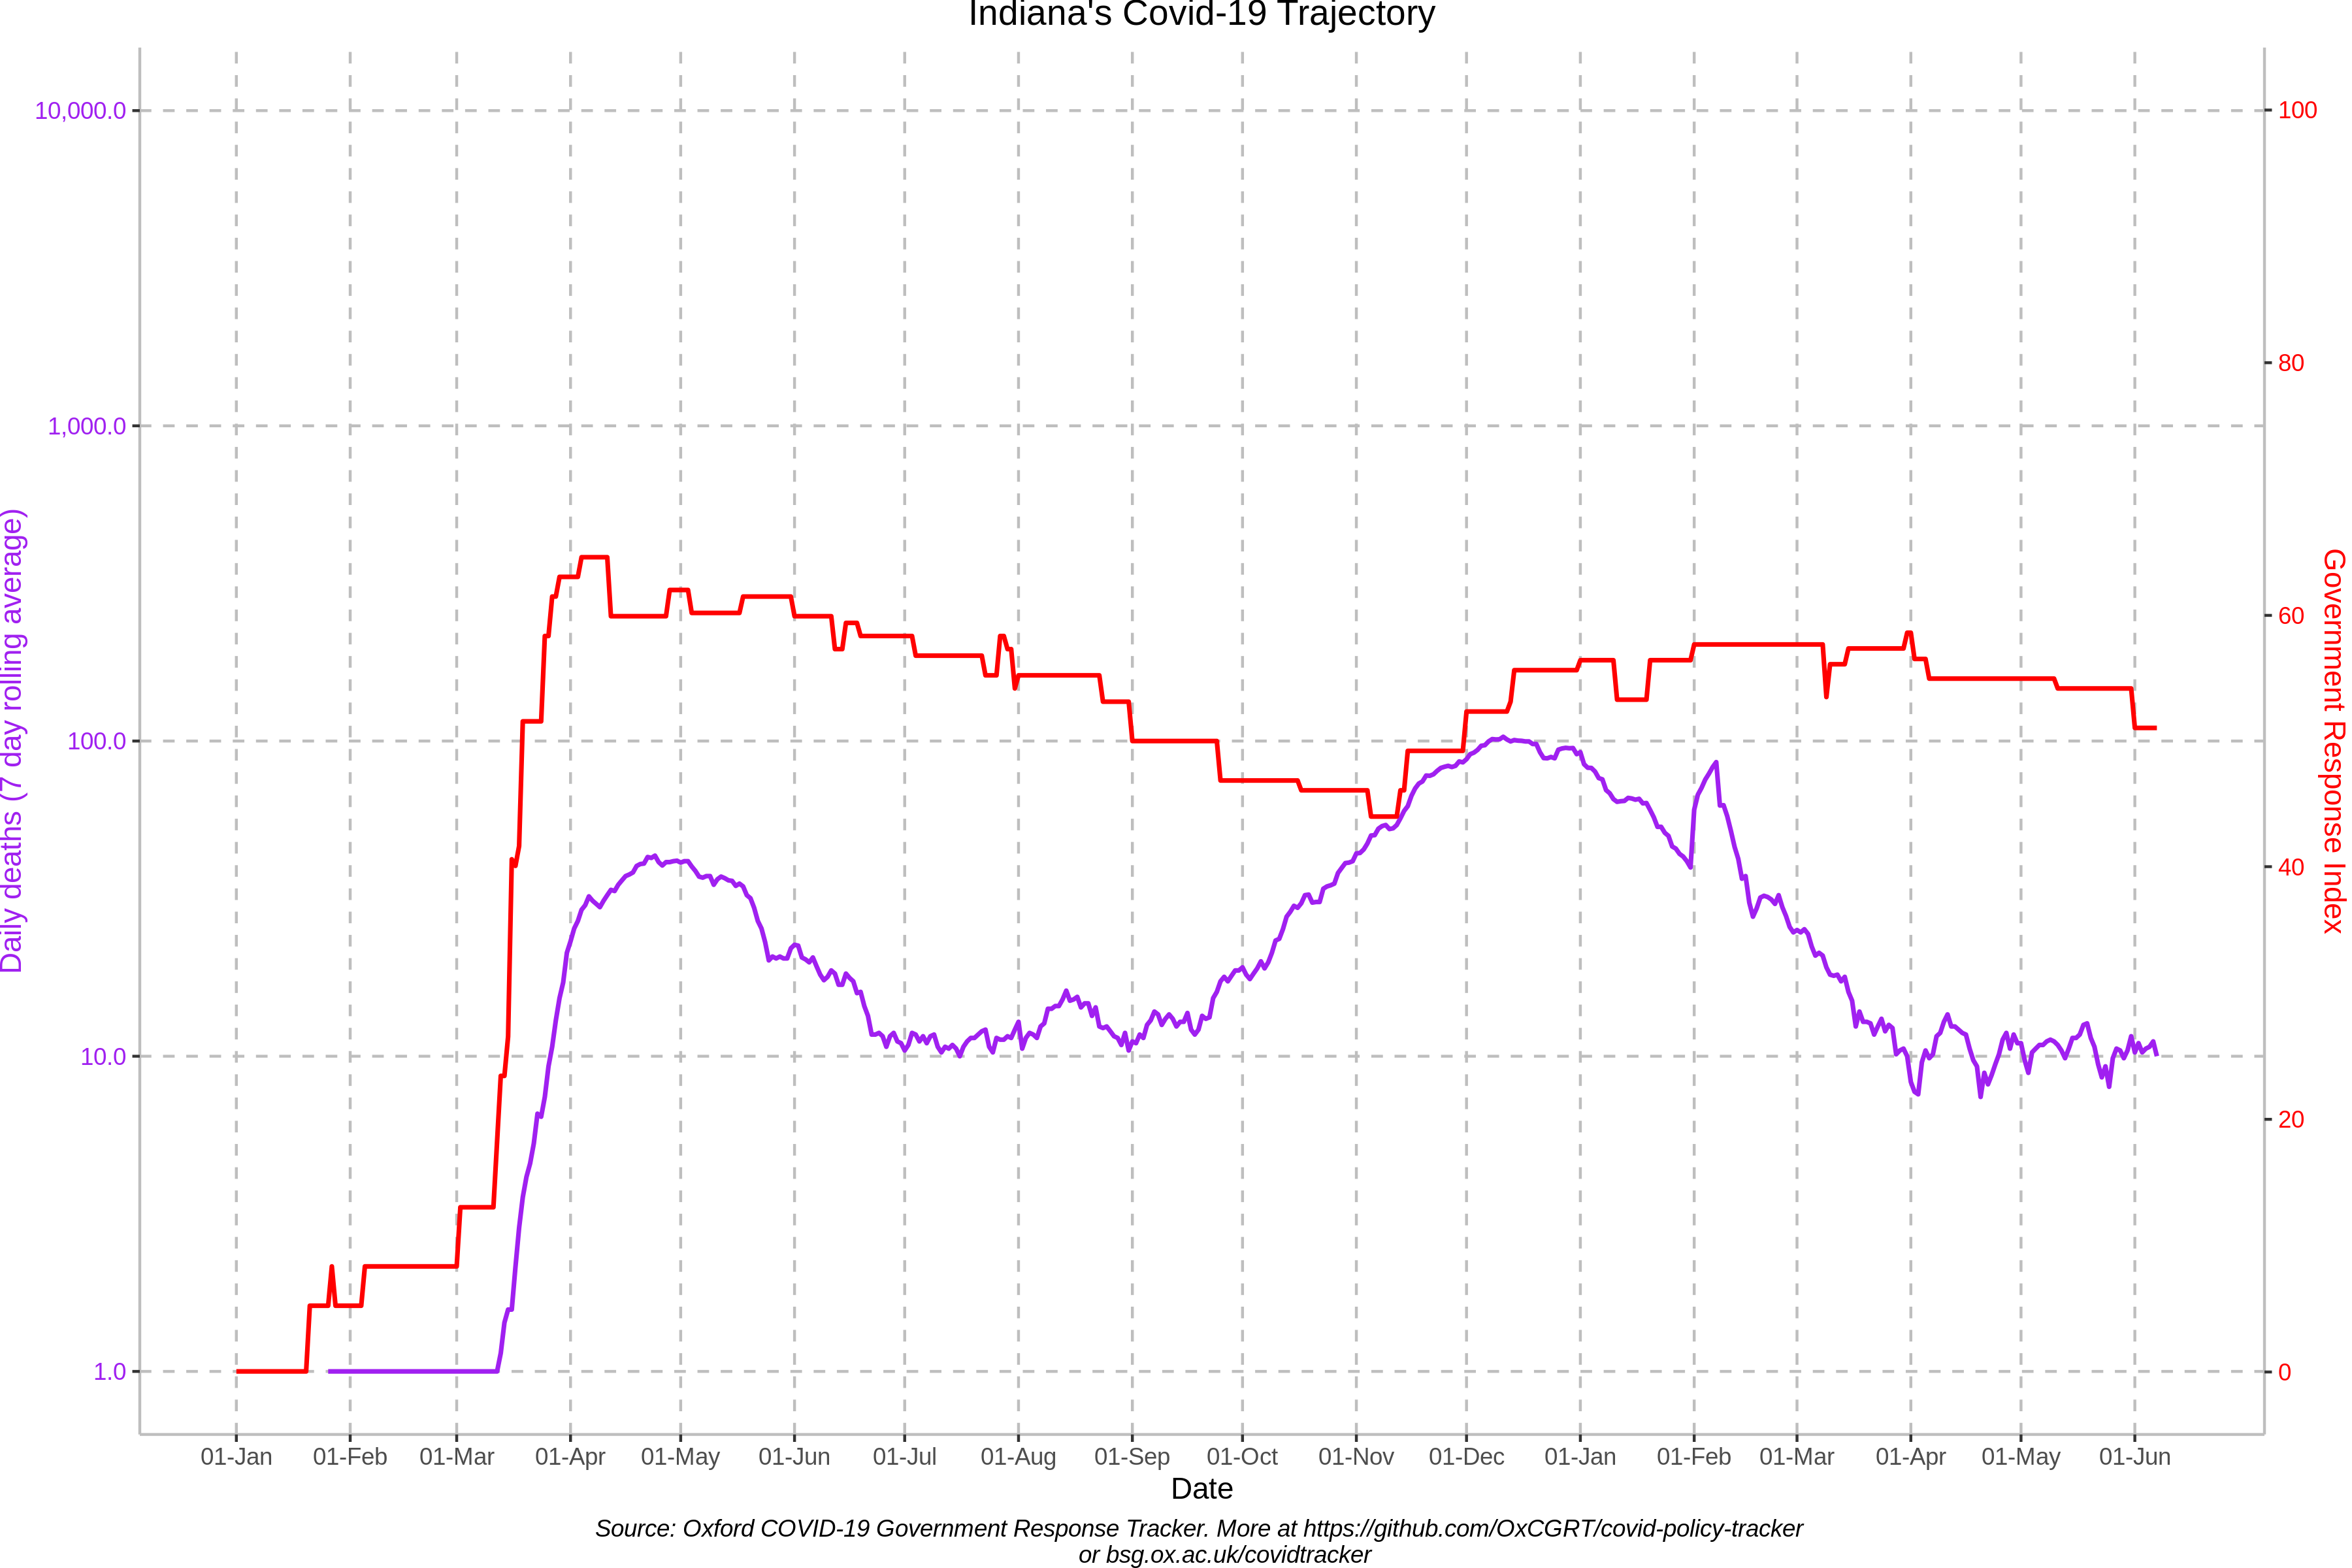 Indiana's Covid-19 Trajectory
10,000.0
1,000.0
100.0
10.0
1.0
Daily deaths (7 day rolling average)
100
80
60
40
20
0
Government Response Index
01-Jan 01-Feb 01-Mar 01-Apr 01-May 01-Jun 01-Jul 01-Aug 01-Sep 01-Oct 01-Nov 01-Dec 01-Jan 01-Feb 01-Mar 01-Apr 01-May 01-Jun
Date
Source: Oxford COVID-19 Government Response Tracker. More at https://github.com/OxCGRT/covid-policy-tracker
or bsg.ox.ac.uk/covidtracker